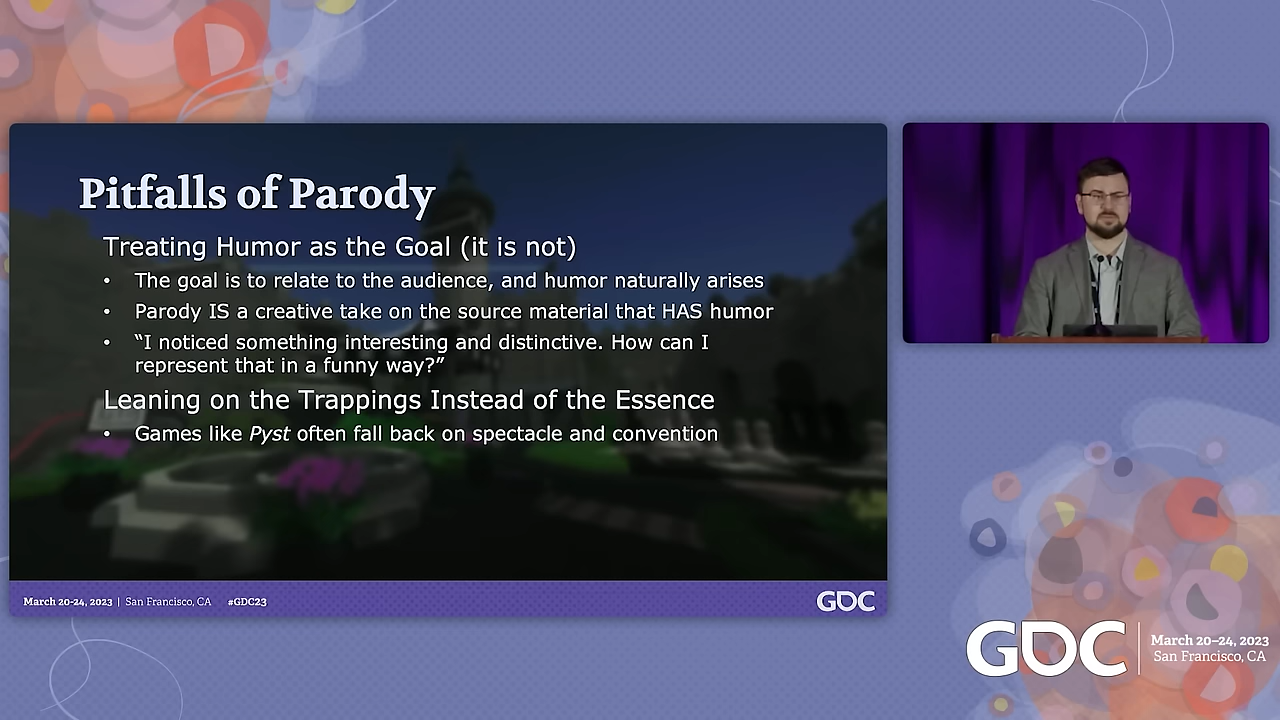 Pitfalls of Parody
Treating Humor as the Goal (it is not)
• The goal is to relate to the audience, and humor naturally arises
• Parody IS a creative take on the source material that HAS humor
• “I noticed something interesting and distinctive. How can I
represent that in a funny way?”
Leaning on the Trappings Instead of the Essence
• Games like Pyst often fall back on spectacle and convention
March 20-24, 2023 | San Francisco, CA #GDC23
GDC
GDC
March 20–24, 2023
San Francisco, CA